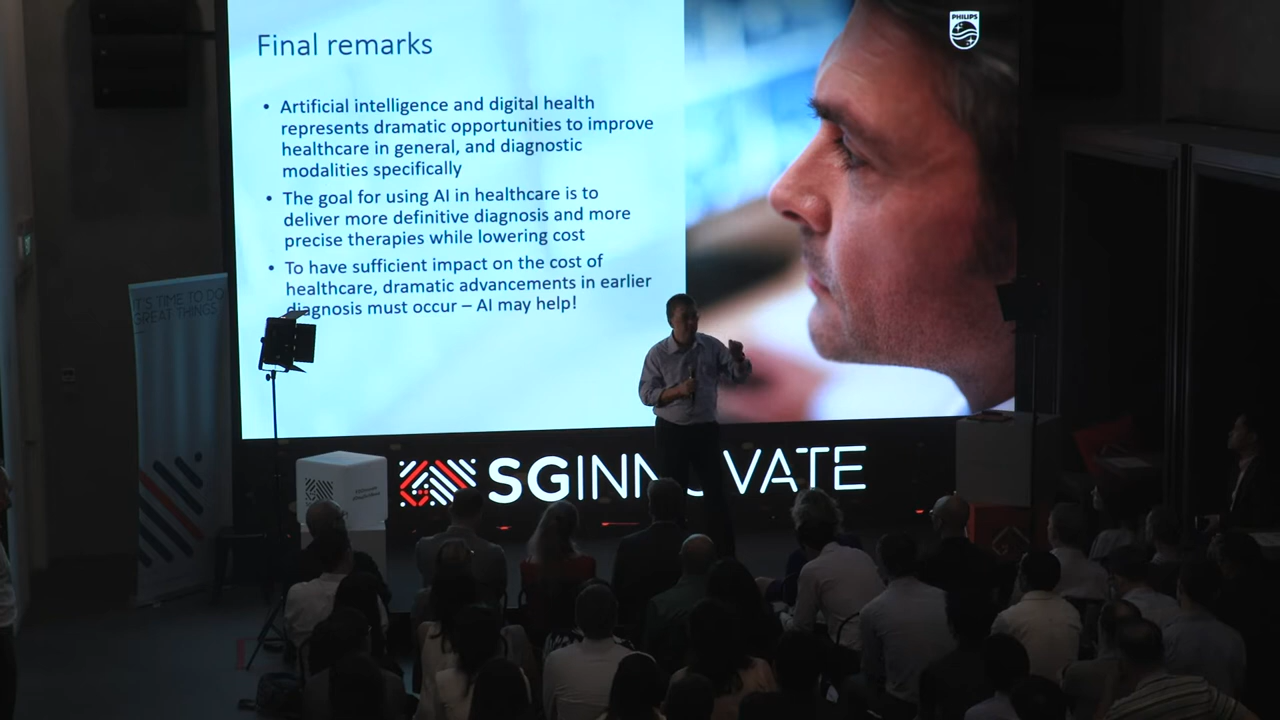 PHILIPS
Final remarks
• Artificial intelligence and digital health
represents dramatic opportunities to improve
healthcare in general, and diagnostic
modalities specifically
• The goal for using AI in healthcare is to
deliver more definitive diagnosis and more
precise therapies while lowering cost
• To have sufficient impact on the cost of
healthcare, dramatic advancements in earlier
diagnosis must occur – AI may help!
IT'S TIME TO DO
GREAT THINGS
SGINNOVATE